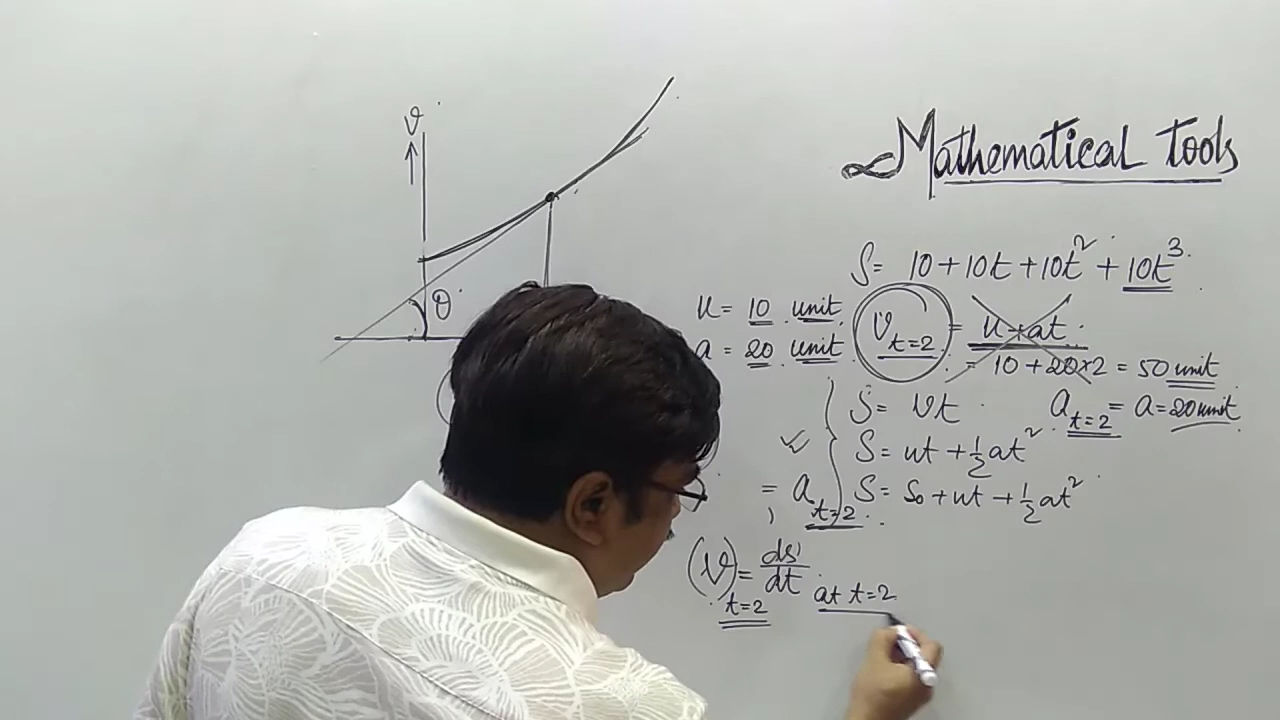 Mathematical Tools
v
θ
S = 10 + 10t + 10t² + 10t³
u = 10 unit
a = 20 unit
v t=2 = u + at
= 10 + 20×2 = 50 unit
S = vt
a t=2 = a = 20 unit
S = ut + ½at²
= a t=2
S = S₀ + ut + ½at²
(v) t=2 = ds/dt at t=2